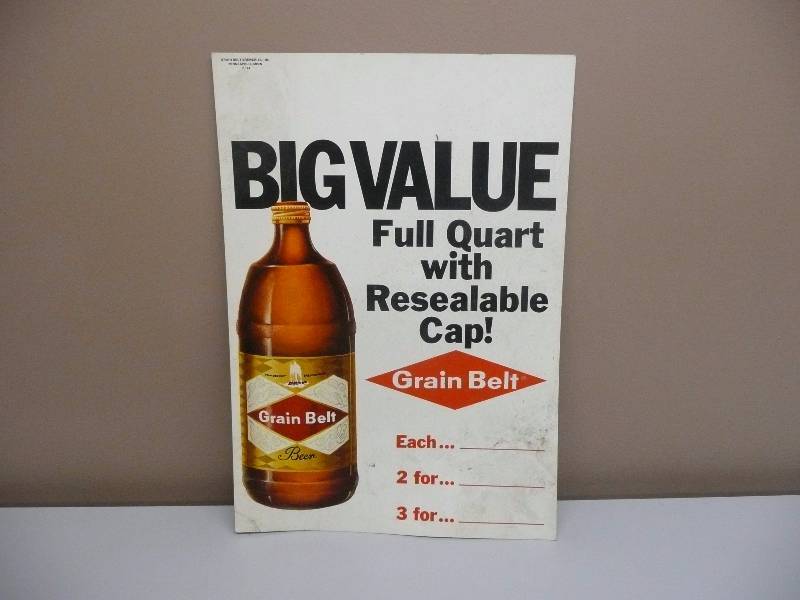 BIG VALUE
Full Quart
with
Resealable
Cap!
Grain Belt
Each...
2 for...
3 for...
Grain Belt
Beer